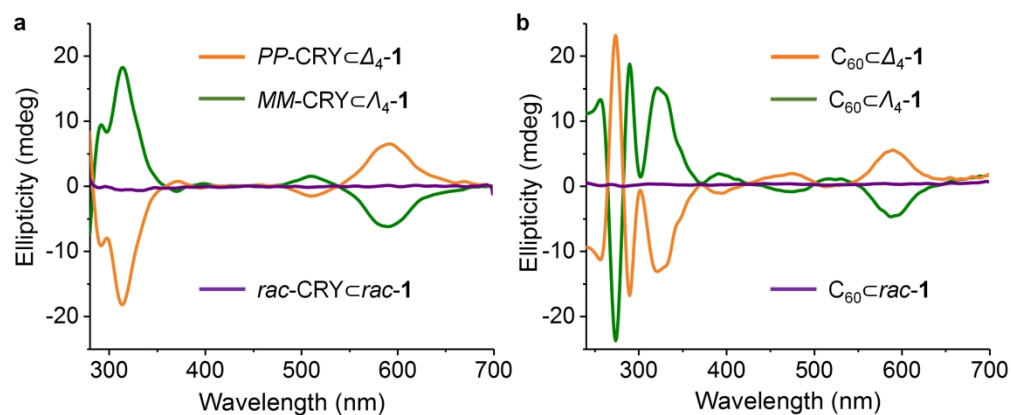 a
PP-CRY⊂Δ₄-1
MM-CRY⊂Λ₄-1
rac-CRY⊂rac-1
Ellipticity (mdeg)
20
10
0
-10
-20
300 400 500 600 700
Wavelength (nm)
b
C₆₀⊂Δ₄-1
C₆₀⊂Λ₄-1
C₆₀⊂rac-1
Ellipticity (mdeg)
20
10
0
-10
-20
300 400 500 600 700
Wavelength (nm)